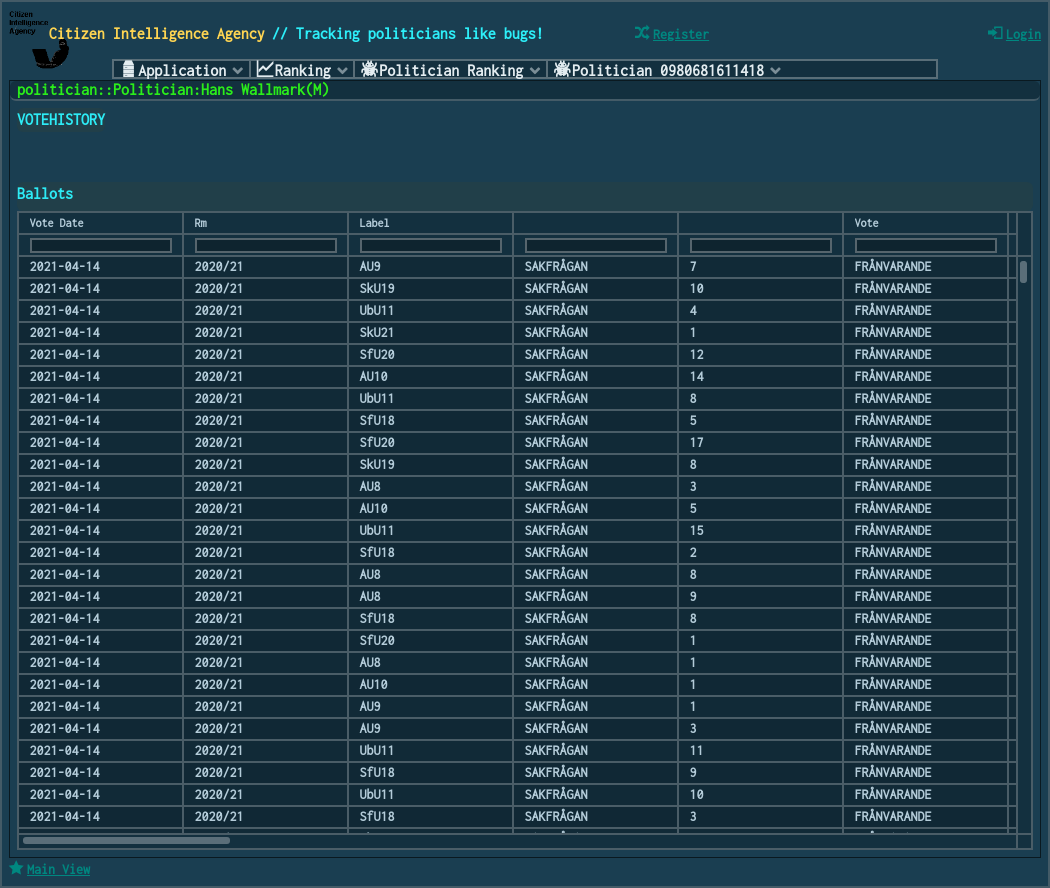 Citizen
Intelligence
Agency
Citizen Intelligence Agency // Tracking politicians like bugs!
Register
Login
Application Ranking Politician Ranking Politician 0980681611418
politician::Politician:Hans Wallmark(M)
VOTEHISTORY
Ballots
Vote Date Rm Label Vote
2021-04-14 2020/21 AU9 SAKFRÅGAN 7 FRÅNVARANDE
2021-04-14 2020/21 SkU19 SAKFRÅGAN 10 FRÅNVARANDE
2021-04-14 2020/21 UbU11 SAKFRÅGAN 4 FRÅNVARANDE
2021-04-14 2020/21 SkU21 SAKFRÅGAN 1 FRÅNVARANDE
2021-04-14 2020/21 SfU20 SAKFRÅGAN 12 FRÅNVARANDE
2021-04-14 2020/21 AU10 SAKFRÅGAN 14 FRÅNVARANDE
2021-04-14 2020/21 UbU11 SAKFRÅGAN 8 FRÅNVARANDE
2021-04-14 2020/21 SfU18 SAKFRÅGAN 5 FRÅNVARANDE
2021-04-14 2020/21 SfU20 SAKFRÅGAN 17 FRÅNVARANDE
2021-04-14 2020/21 SkU19 SAKFRÅGAN 8 FRÅNVARANDE
2021-04-14 2020/21 AU8 SAKFRÅGAN 3 FRÅNVARANDE
2021-04-14 2020/21 AU10 SAKFRÅGAN 5 FRÅNVARANDE
2021-04-14 2020/21 UbU11 SAKFRÅGAN 15 FRÅNVARANDE
2021-04-14 2020/21 SfU18 SAKFRÅGAN 2 FRÅNVARANDE
2021-04-14 2020/21 AU8 SAKFRÅGAN 8 FRÅNVARANDE
2021-04-14 2020/21 AU8 SAKFRÅGAN 9 FRÅNVARANDE
2021-04-14 2020/21 SfU18 SAKFRÅGAN 8 FRÅNVARANDE
2021-04-14 2020/21 SfU20 SAKFRÅGAN 1 FRÅNVARANDE
2021-04-14 2020/21 AU8 SAKFRÅGAN 1 FRÅNVARANDE
2021-04-14 2020/21 AU10 SAKFRÅGAN 1 FRÅNVARANDE
2021-04-14 2020/21 AU9 SAKFRÅGAN 1 FRÅNVARANDE
2021-04-14 2020/21 AU9 SAKFRÅGAN 3 FRÅNVARANDE
2021-04-14 2020/21 UbU11 SAKFRÅGAN 11 FRÅNVARANDE
2021-04-14 2020/21 SfU18 SAKFRÅGAN 9 FRÅNVARANDE
2021-04-14 2020/21 UbU11 SAKFRÅGAN 10 FRÅNVARANDE
2021-04-14 2020/21 SfU18 SAKFRÅGAN 3 FRÅNVARANDE
Main View